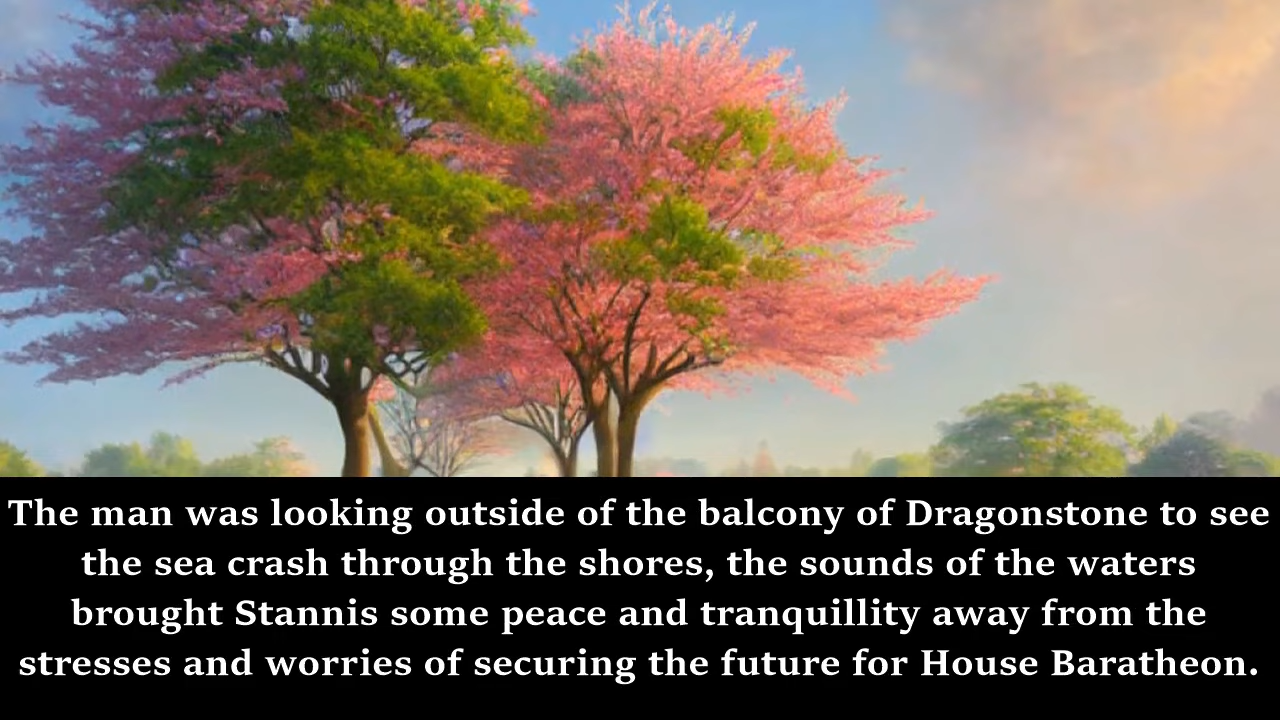 The man was looking outside of the balcony of Dragonstone to see
the sea crash through the shores, the sounds of the waters
brought Stannis some peace and tranquillity away from the
stresses and worries of securing the future for House Baratheon.